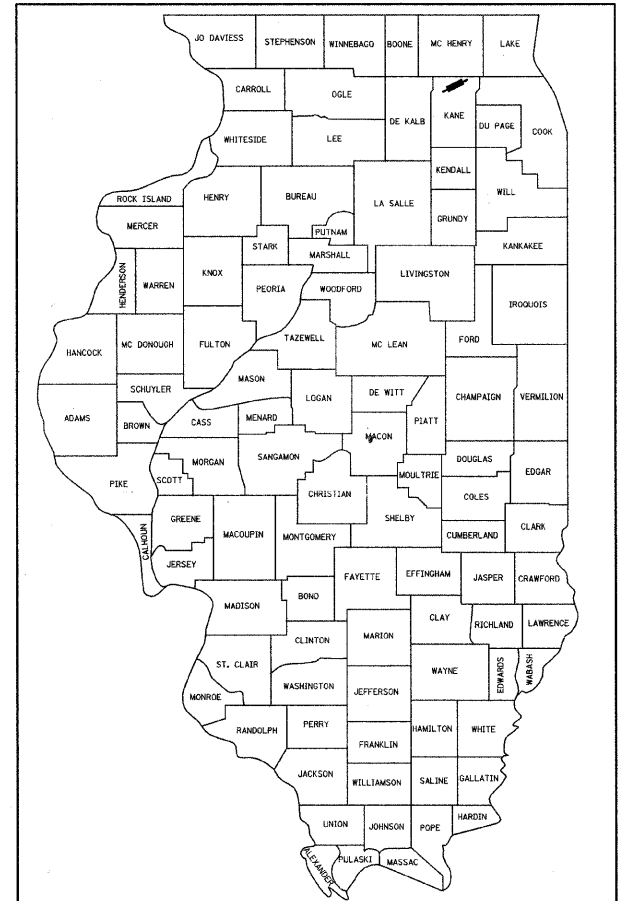 JO DAVIESS
STEPHENSON
WINNEBAGO
BOONE
MC HENRY
LAKE
CARROLL
OGLE
DE KALB
KANE
DU PAGE
COOK
WHITESIDE
LEE
KENDALL
WILL
ROCK ISLAND
HENRY
BUREAU
LA SALLE
GRUNDY
MERCER
PUTNAM
STARK
MARSHALL
KANKAKEE
HENDERSON
WARREN
KNOX
PEORIA
WOODFORD
LIVINGSTON
IROQUOIS
HANCOCK
MC DONOUGH
FULTON
TAZEWELL
MC LEAN
FORD
MASON
SCHUYLER
LOGAN
DE WITT
CHAMPAIGN
VERMILION
ADAMS
BROWN
CASS
MENARD
MACON
PIATT
PIKE
SCOTT
MORGAN
SANGAMON
MOULTRIE
DOUGLAS
EDGAR
CHRISTIAN
COLES
CALHOUN
GREENE
MACOUPIN
MONTGOMERY
SHELBY
CUMBERLAND
CLARK
JERSEY
FAYETTE
EFFINGHAM
JASPER
CRAWFORD
MADISON
BOND
CLAY
RICHLAND
LAWRENCE
CLINTON
MARION
ST. CLAIR
WAYNE
EDWARDS
WABASH
MONROE
WASHINGTON
JEFFERSON
RANDOLPH
PERRY
HAMILTON
WHITE
FRANKLIN
JACKSON
WILLIAMSON
SALINE
GALLATIN
UNION
JOHNSON
POPE
HARDIN
ALEXANDER
PULASKI
MASSAC